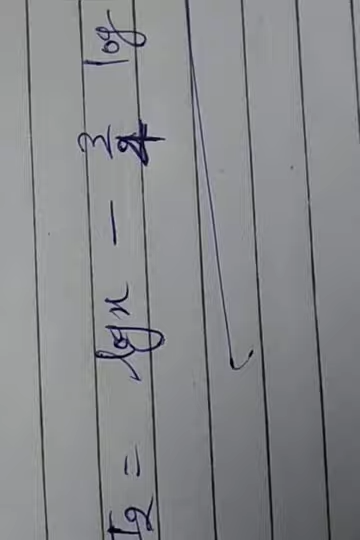 I₂ = log x - 3/4 log